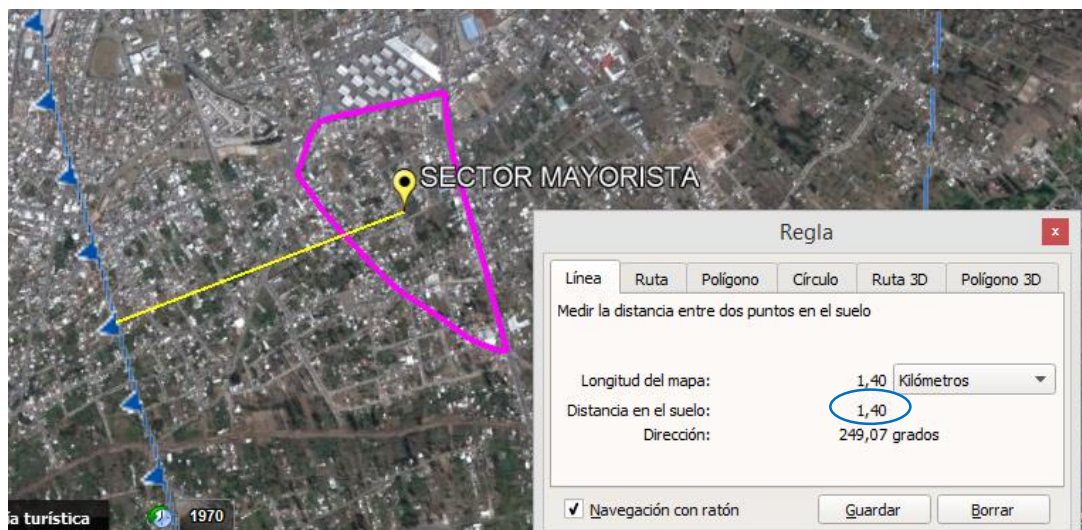 SECTOR MAYORISTA
Regla
x
Línea Ruta Polígono Círculo Ruta 3D Polígono 3D
Medir la distancia entre dos puntos en el suelo
Longitud del mapa: 1,40 Kilómetros
Distancia en el suelo: 1,40
Dirección: 249,07 grados
Navegación con ratón Guardar Borrar
ía turística 1970